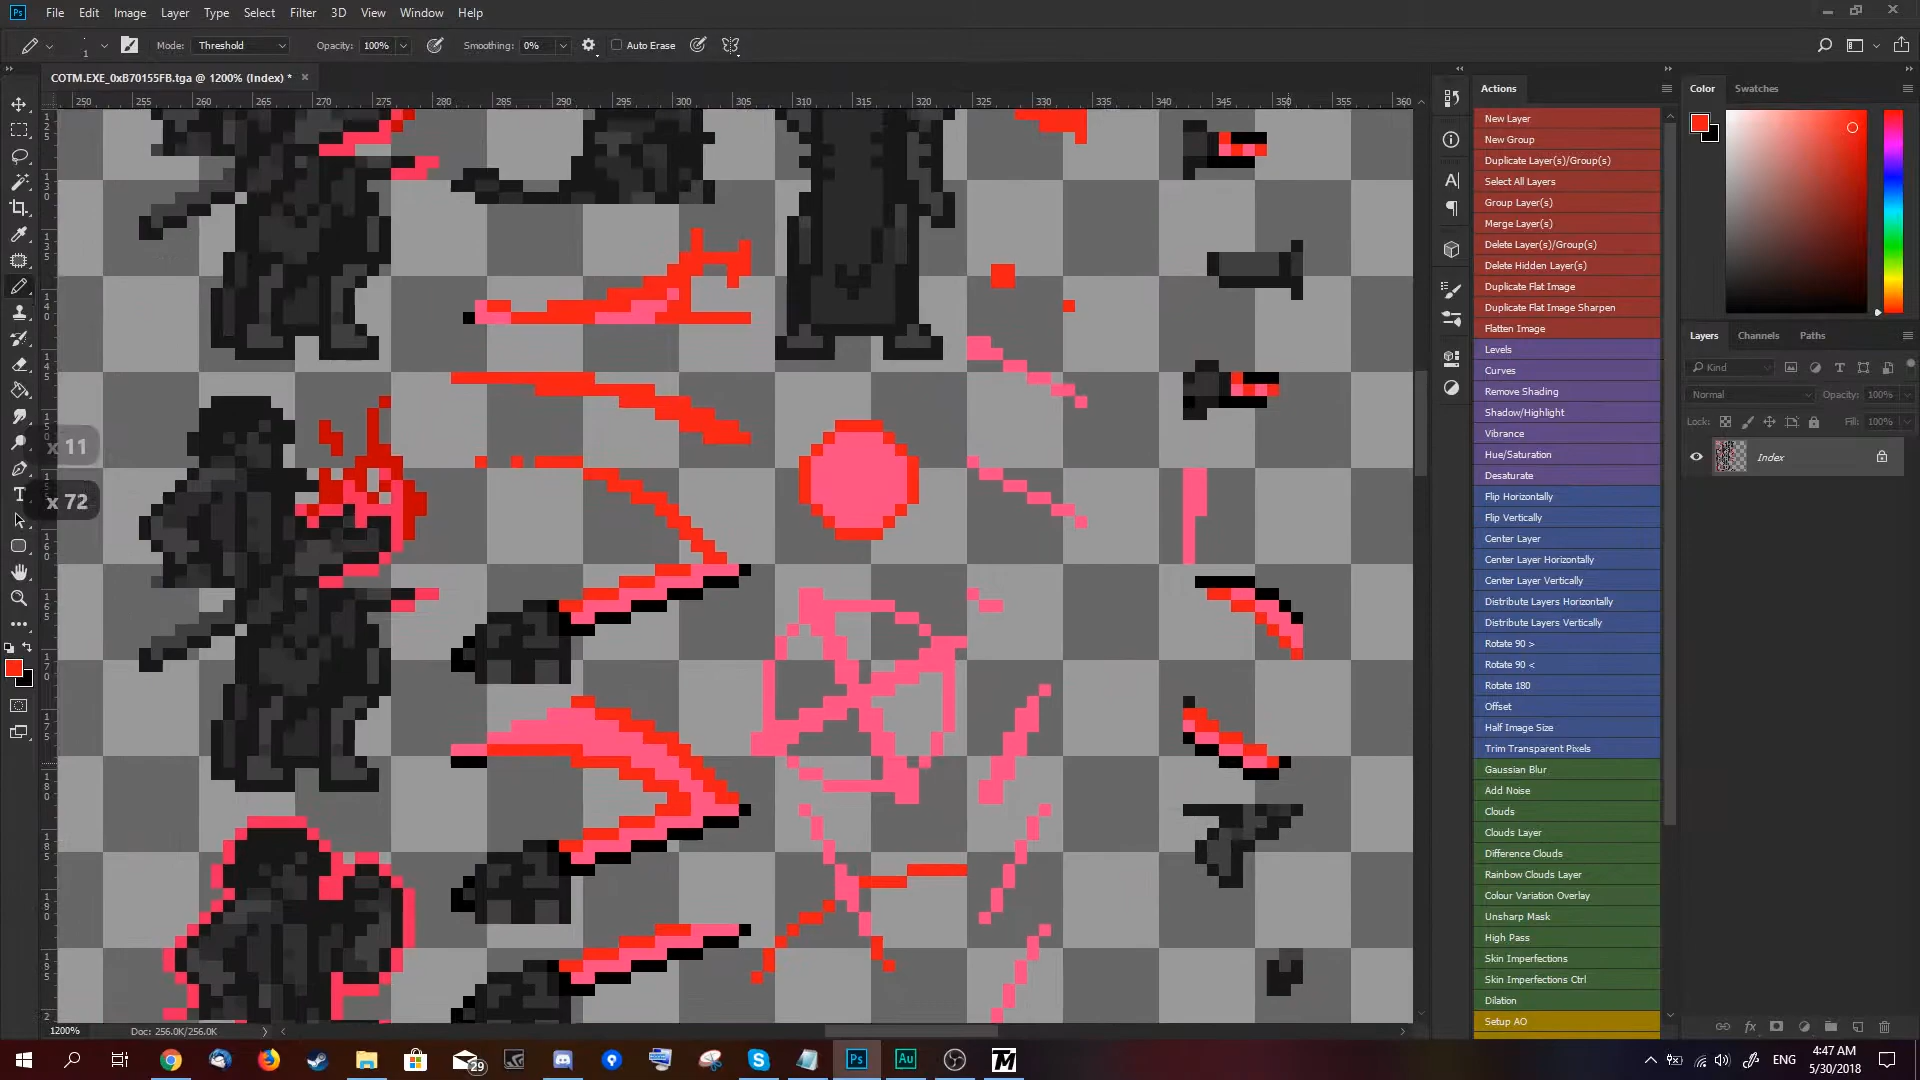 Ps File Edit Image Layer Type Select Filter 3D View Window Help
1 Mode: Threshold Opacity: 100% Smoothing: 0% Auto Erase
COTM.EXE_0xB70155FB.tga @ 1200% (Index) * ×
250 255 260 265 270 275 280 285 290 295 300 305 310 315 320 325 330 335 340 345 350 355 360
x 11
x 72
1200% Doc: 256.0K/256.0K
Actions
New Layer
New Group
Duplicate Layer(s)/Group(s)
Select All Layers
Group Layer(s)
Merge Layer(s)
Delete Layer(s)/Group(s)
Delete Hidden Layer(s)
Duplicate Flat Image
Duplicate Flat Image Sharpen
Flatten Image
Levels
Curves
Remove Shading
Shadow/Highlight
Vibrance
Hue/Saturation
Desaturate
Flip Horizontally
Flip Vertically
Center Layer
Center Layer Horizontally
Center Layer Vertically
Distribute Layers Horizontally
Distribute Layers Vertically
Rotate 90 >
Rotate 90 <
Rotate 180
Offset
Half Image Size
Trim Transparent Pixels
Gaussian Blur
Add Noise
Clouds
Clouds Layer
Difference Clouds
Rainbow Clouds Layer
Colour Variation Overlay
Unsharp Mask
High Pass
Skin Imperfections
Skin Imperfections Ctrl
Dilation
Setup AO
Color Swatches
Layers Channels Paths
Kind
Normal Opacity: 100%
Lock: Fill: 100%
Index
29 Ps Au ENG 4:47 AM
5/30/2018